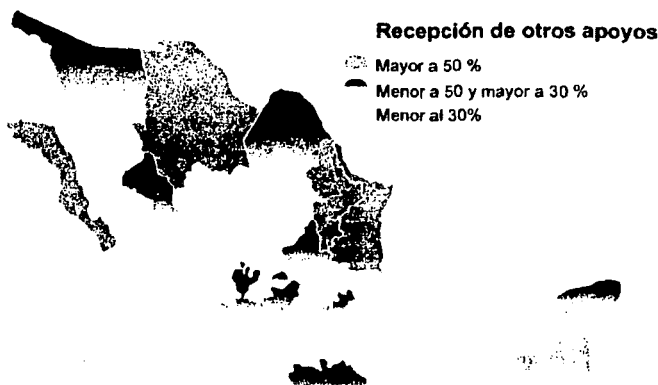 Recepción de otros apoyos
Mayor a 50 %
Menor a 50 y mayor a 30 %
Menor al 30%